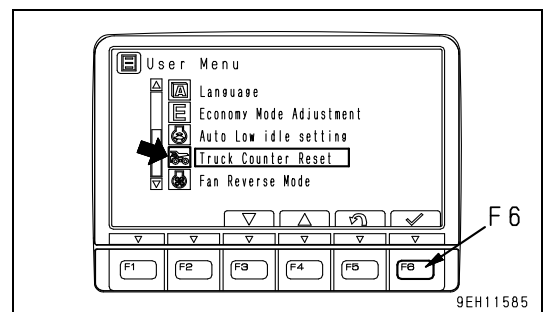 User Menu
A Language
E Economy Mode Adjustment
Auto Low idle setting
Truck Counter Reset
Fan Reverse Mode
F6
F1 F2 F3 F4 F5 F6
9EH11585